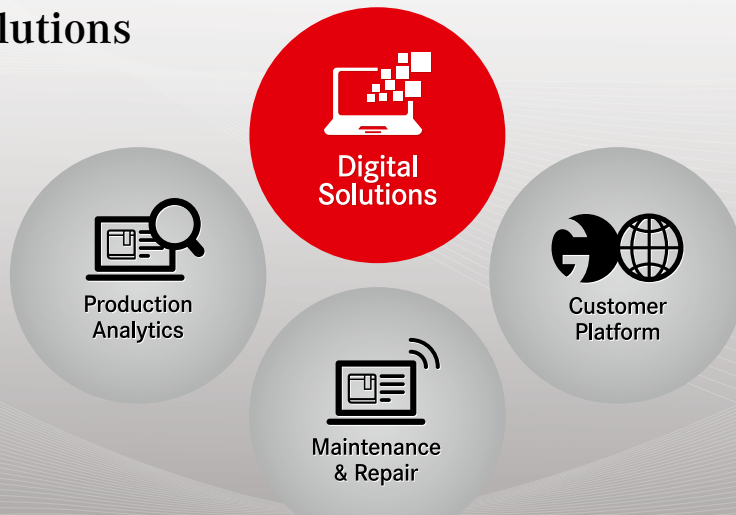 lutions
Digital
Solutions
Production
Analytics
Customer
Platform
Maintenance
& Repair